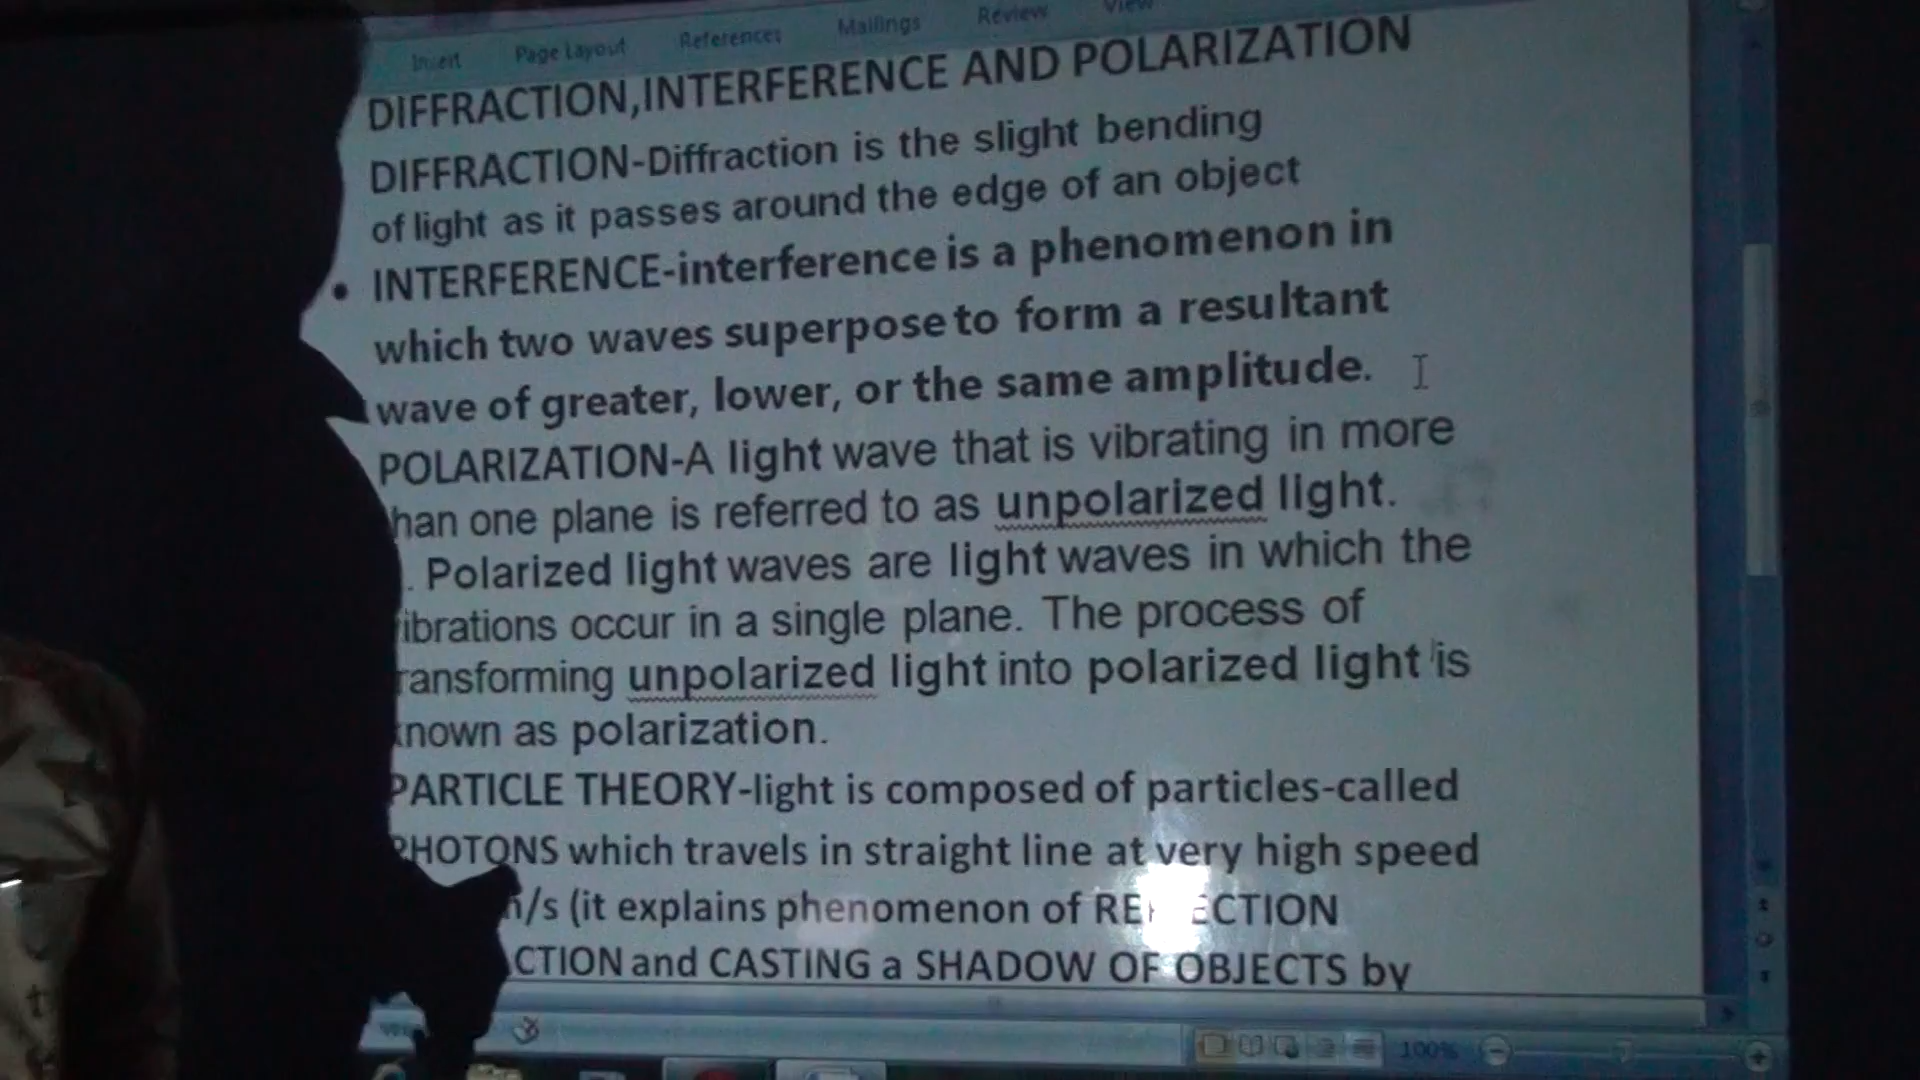 Insert Page Layout References Mailings Review View
DIFFRACTION,INTERFERENCE AND POLARIZATION
DIFFRACTION-Diffraction is the slight bending
of light as it passes around the edge of an object
• INTERFERENCE-interference is a phenomenon in
which two waves superpose to form a resultant
wave of greater, lower, or the same amplitude.
POLARIZATION-A light wave that is vibrating in more
han one plane is referred to as unpolarized light.
. Polarized light waves are light waves in which the
ibrations occur in a single plane. The process of
ransforming unpolarized light into polarized light is
nown as polarization.
PARTICLE THEORY-light is composed of particles-called
PHOTONS which travels in straight line at very high speed
/s (it explains phenomenon of
CTION and CASTING a SHADOW OF OBJECTS by
100%